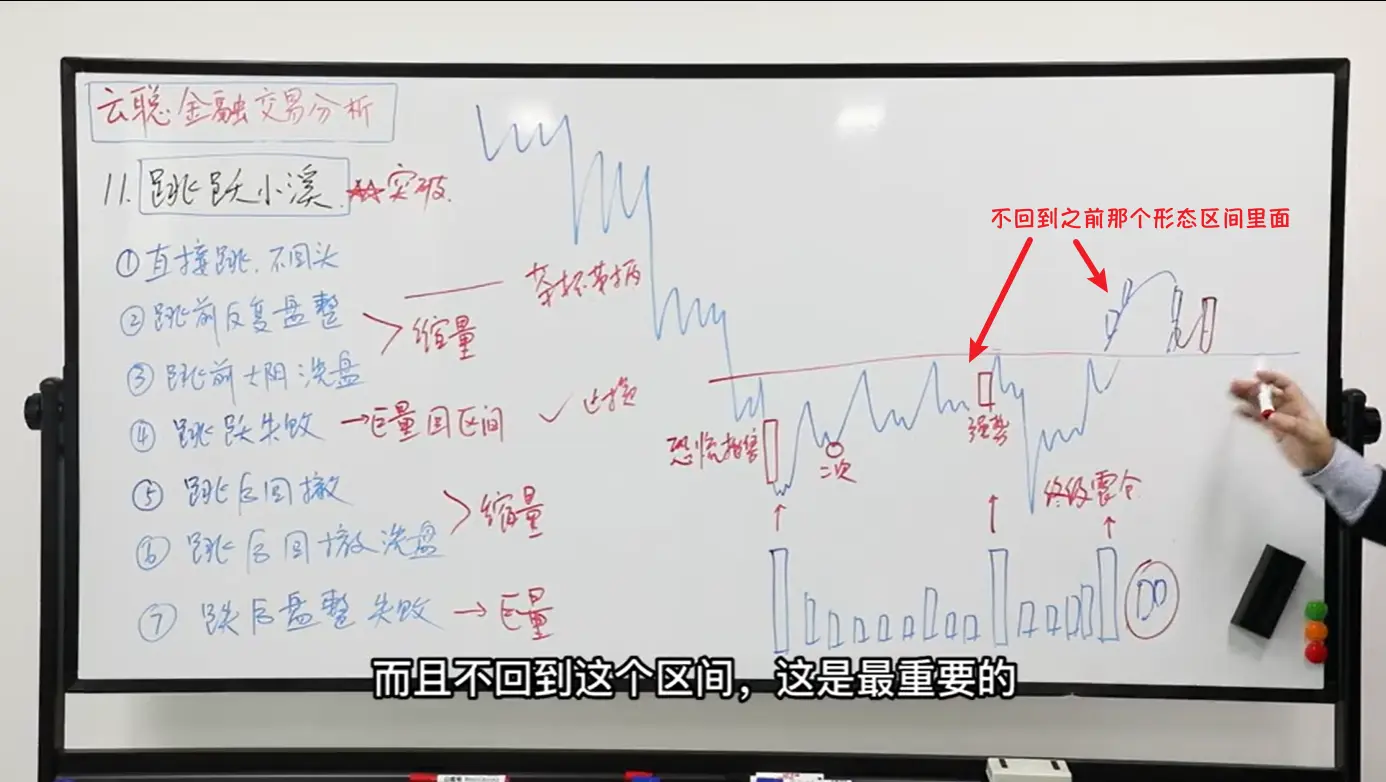 云聪金融交易分析
11. 跳跃小溪 突破.
① 直接跳.不回头
② 跳前反复盘整
③ 跳前大阴洗盘
缩量
茶杯带柄
④ 跳跃失败 → 巨量回区间 ✓ 止损
⑤ 跳后回撤
⑥ 跳后回撤洗盘
缩量
⑦ 跌后盘整失败 → 巨量
不回到之前那个形态区间里面
恐慌抛售
二次
强势
终级震仓
而且不回到这个区间，这是最重要的